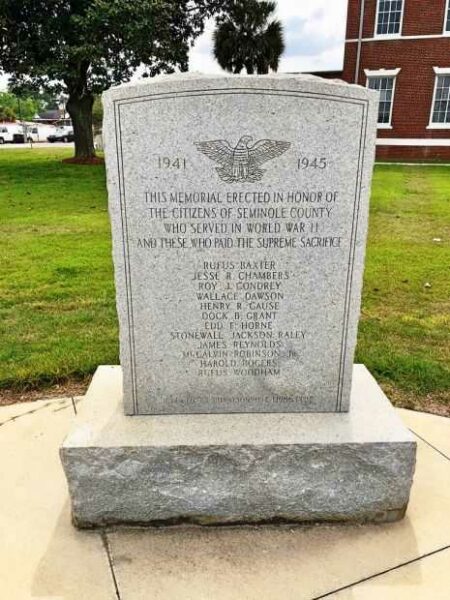 1941 1945
THIS MEMORIAL ERECTED IN HONOR OF
THE CITIZENS OF SEMINOLE COUNTY
WHO SERVED IN WORLD WAR II
AND THESE WHO PAID THE SUPREME SACRIFICE
RUFUS BAXTER
JESSE R. CHAMBERS
ROY J. CONDREY
WALLACE DAWSON
HENRY R. CAUSE
DOCK B. GRANT
EDD F. HORNE
STONEWALL JACKSON RALEY
JAMES REYNOLDS
McCALVIN ROBINSON, JR.
HAROLD ROGERS
RUFUS WOODHAM